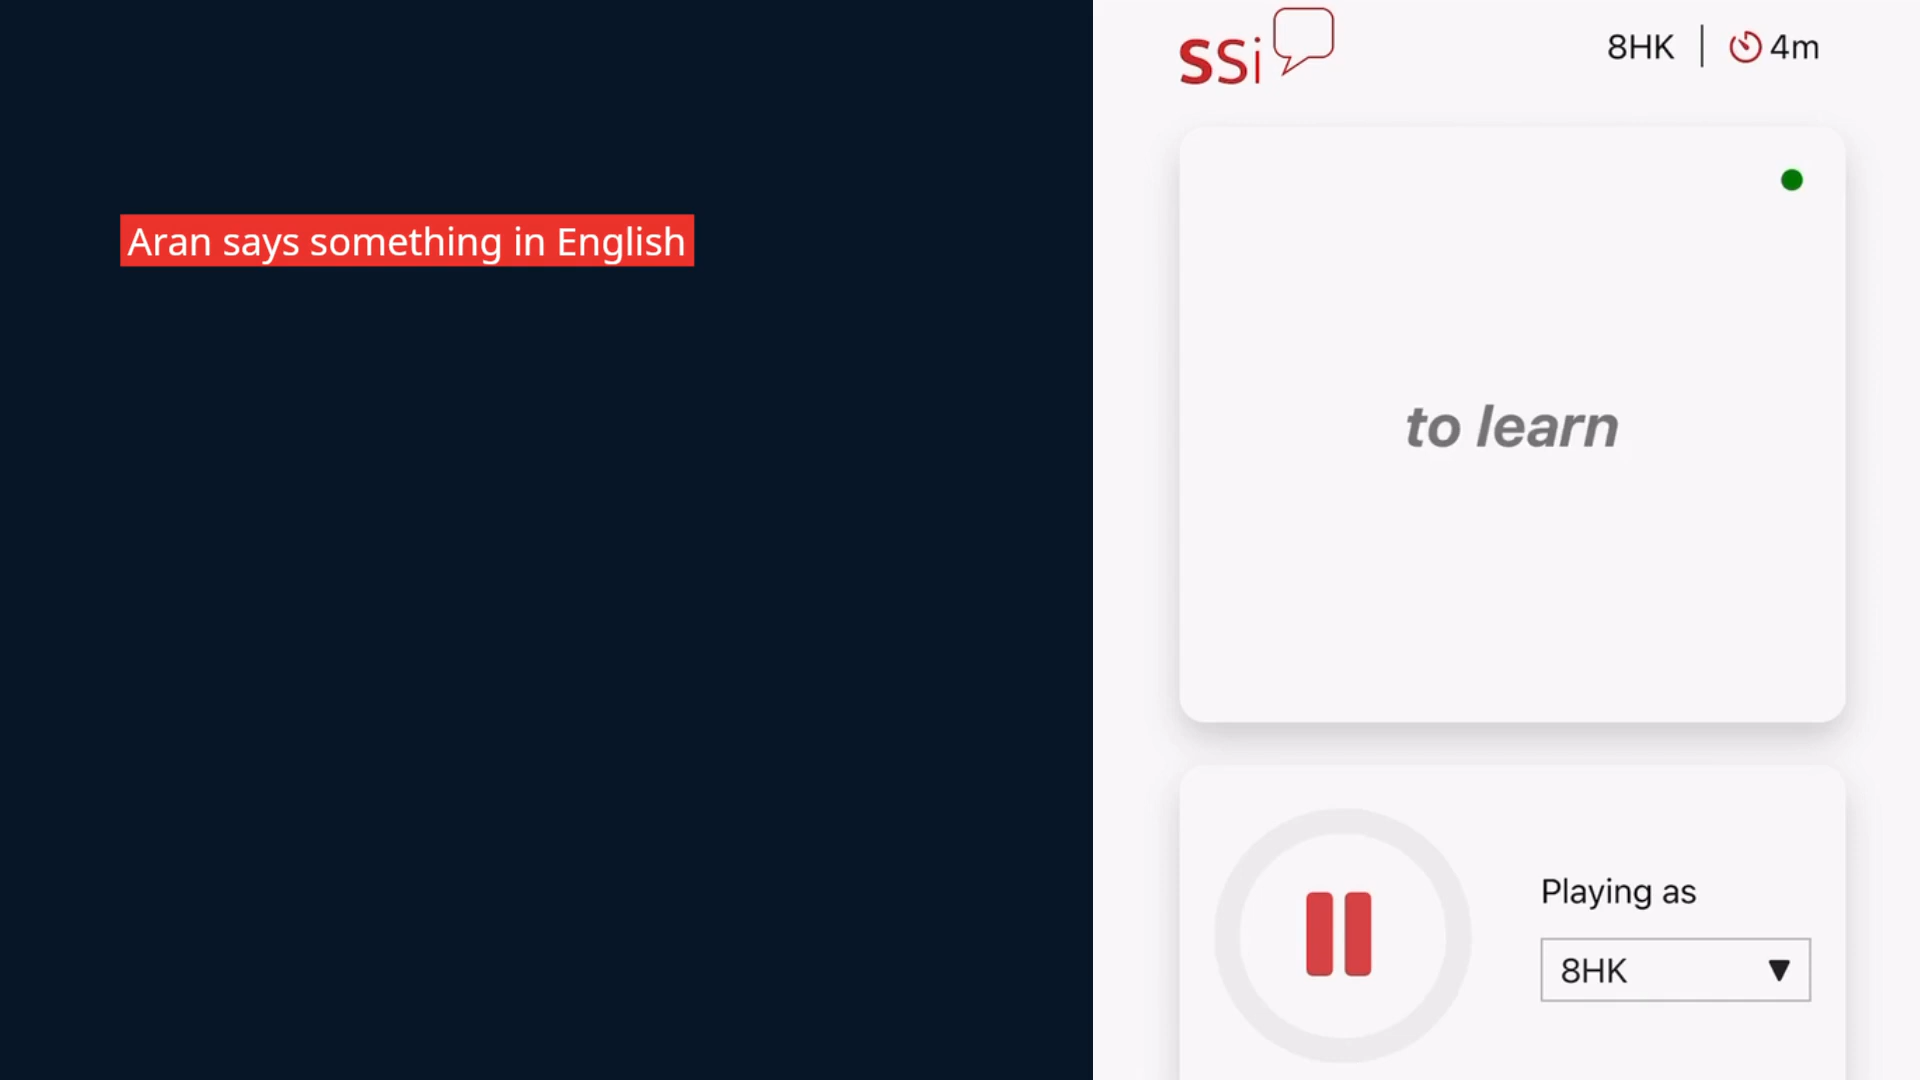 Aran says something in English
ssi
8HK | 4m
to learn
Playing as
8HK